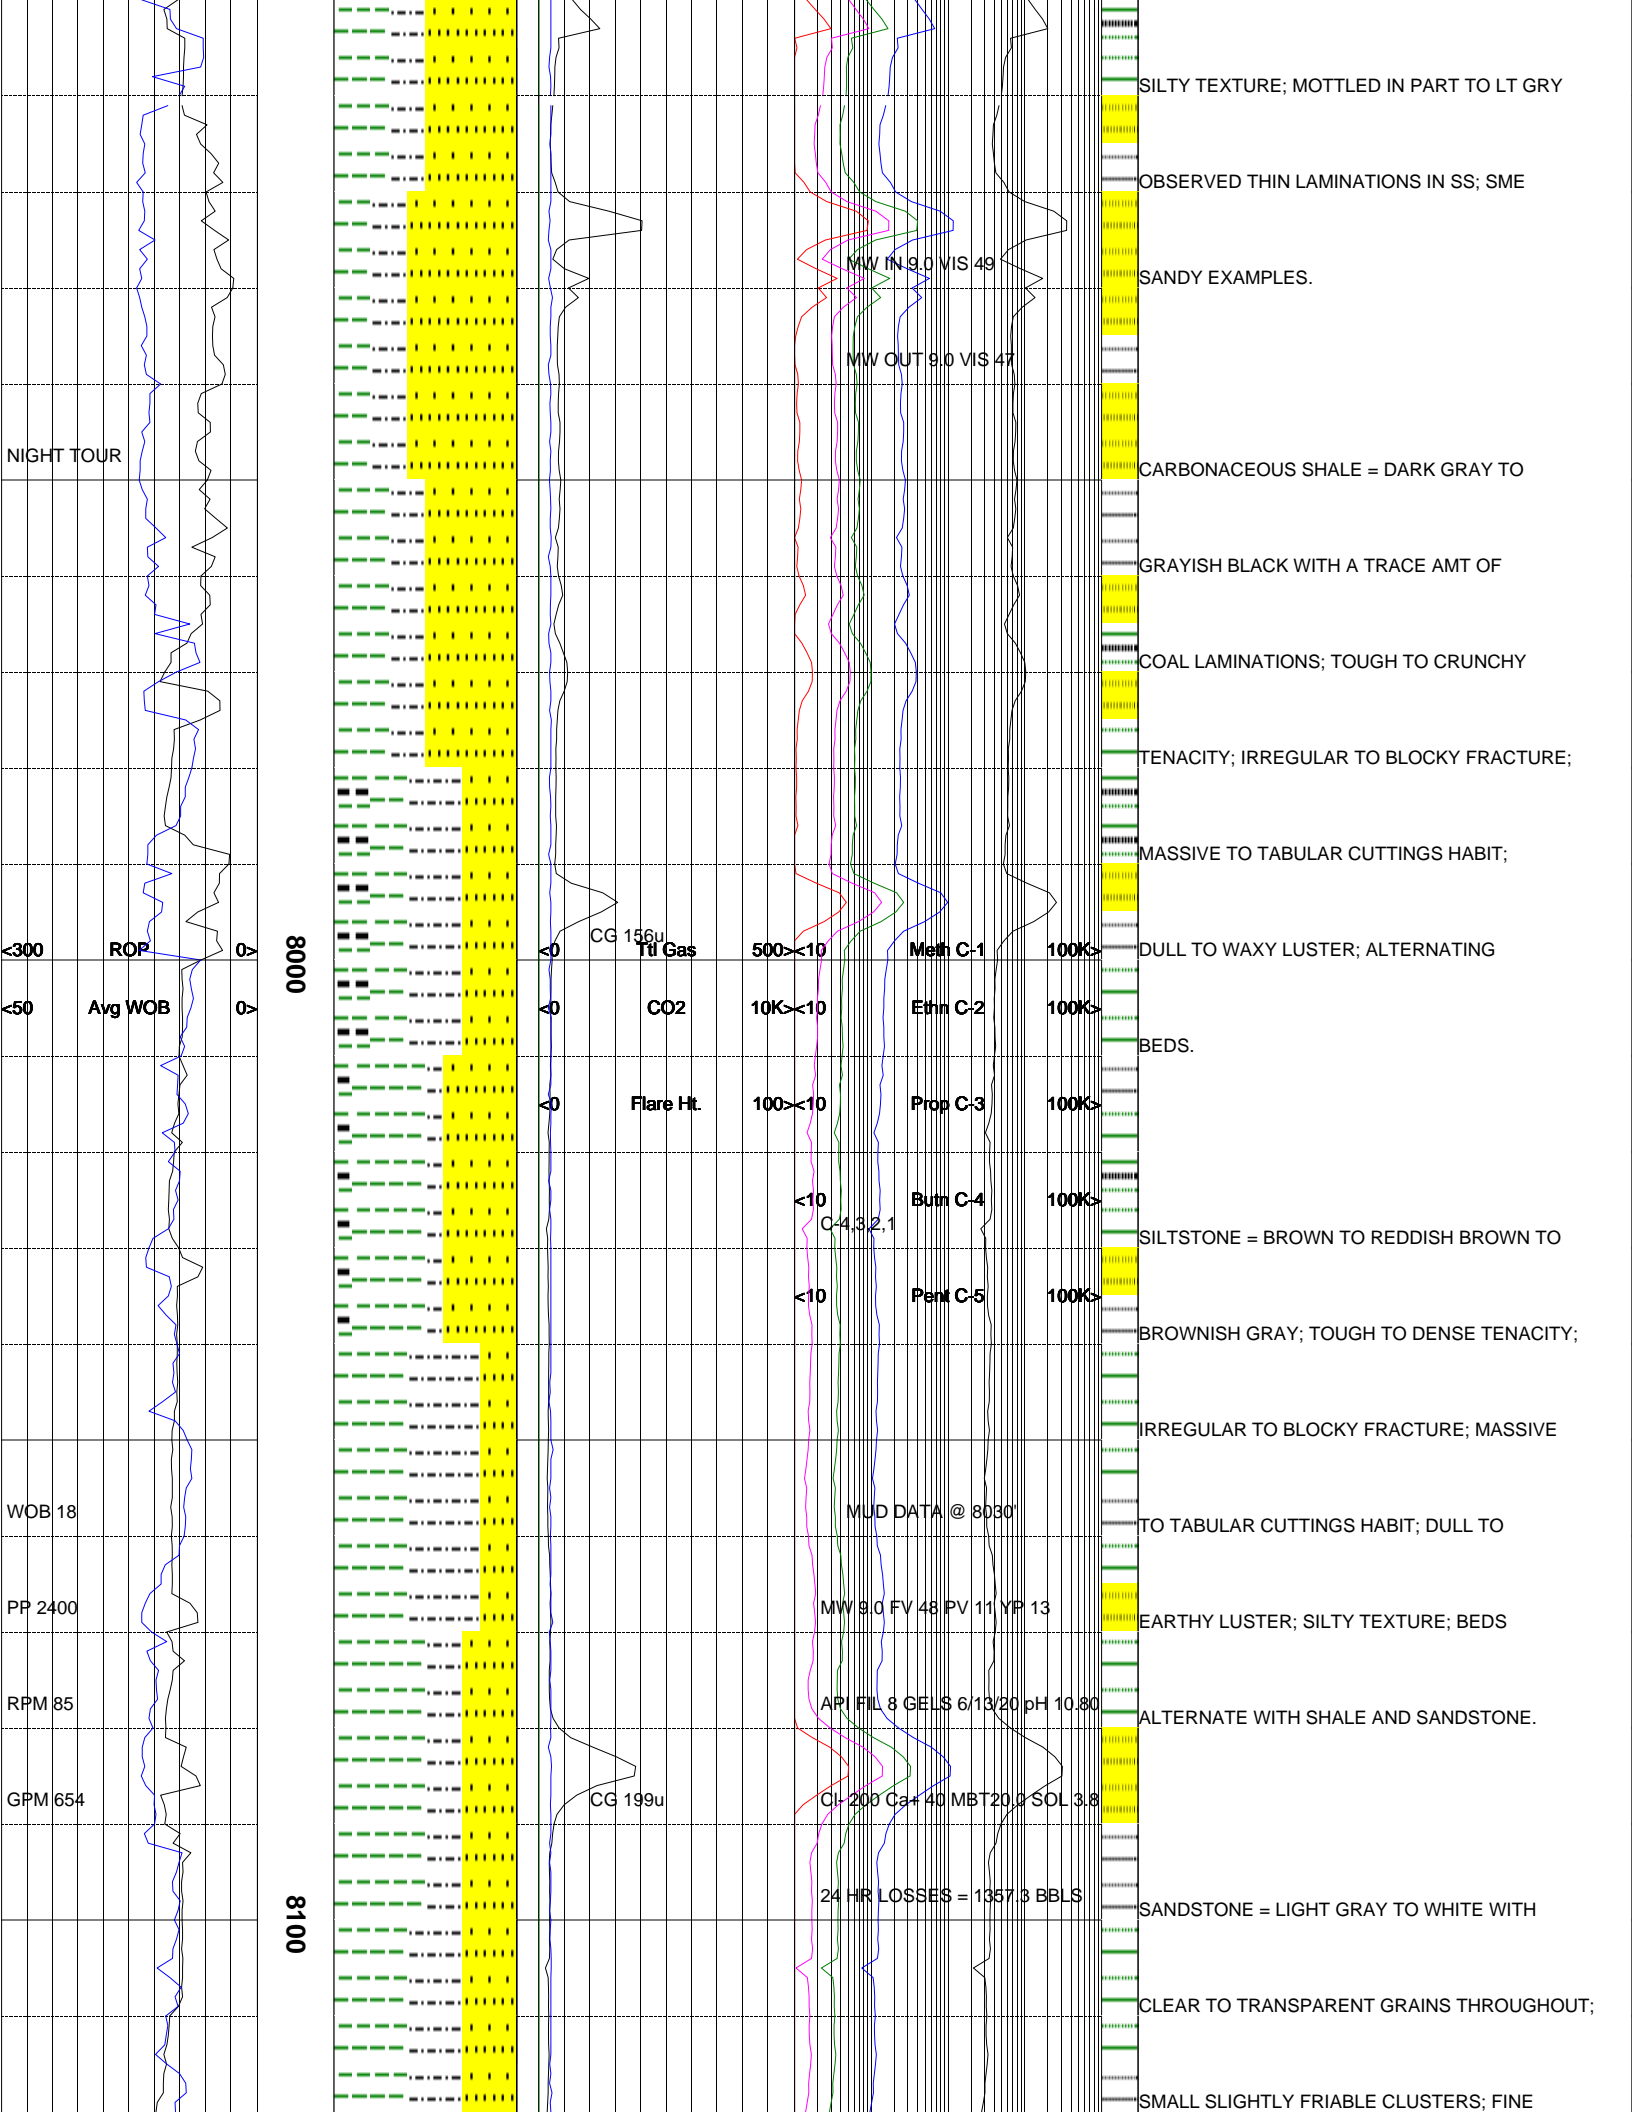 SILTY TEXTURE; MOTTLED IN PART TO LT GRY
OBSERVED THIN LAMINATIONS IN SS; SME
MW IN 9.0 VIS 49
SANDY EXAMPLES.
MW OUT 9.0 VIS 47
NIGHT TOUR
CARBONACEOUS SHALE = DARK GRAY TO
GRAYISH BLACK WITH A TRACE AMT OF
COAL LAMINATIONS; TOUGH TO CRUNCHY
TENACITY; IRREGULAR TO BLOCKY FRACTURE;
MASSIVE TO TABULAR CUTTINGS HABIT;
CG 156u
<300 ROP 0>
8000
<0 Ttl Gas 500>
<10 Meth C-1 100K>
DULL TO WAXY LUSTER; ALTERNATING
<50 Avg WOB 0>
<0 CO2 10K>
<10 Ethn C-2 100K>
BEDS.
<0 Flare Ht. 100>
<10 Prop C-3 100K>
<10 Butn C-4 100K>
C-4,3,2,1
SILTSTONE = BROWN TO REDDISH BROWN TO
<10 Pent C-5 100K>
BROWNISH GRAY; TOUGH TO DENSE TENACITY;
IRREGULAR TO BLOCKY FRACTURE; MASSIVE
WOB 18
MUD DATA @ 8030'
TO TABULAR CUTTINGS HABIT; DULL TO
PP 2400
MW 9.0 FV 48 PV 11 YP 13
EARTHY LUSTER; SILTY TEXTURE; BEDS
RPM 85
API FIL 8 GELS 6/13/20 pH 10.80
ALTERNATE WITH SHALE AND SANDSTONE.
GPM 654
CG 199u
Cl- 200 Ca+ 40 MBT20.0 SOL 3.8
24 HR LOSSES = 1357.3 BBLS
8100
SANDSTONE = LIGHT GRAY TO WHITE WITH
CLEAR TO TRANSPARENT GRAINS THROUGHOUT;
SMALL SLIGHTLY FRIABLE CLUSTERS; FINE